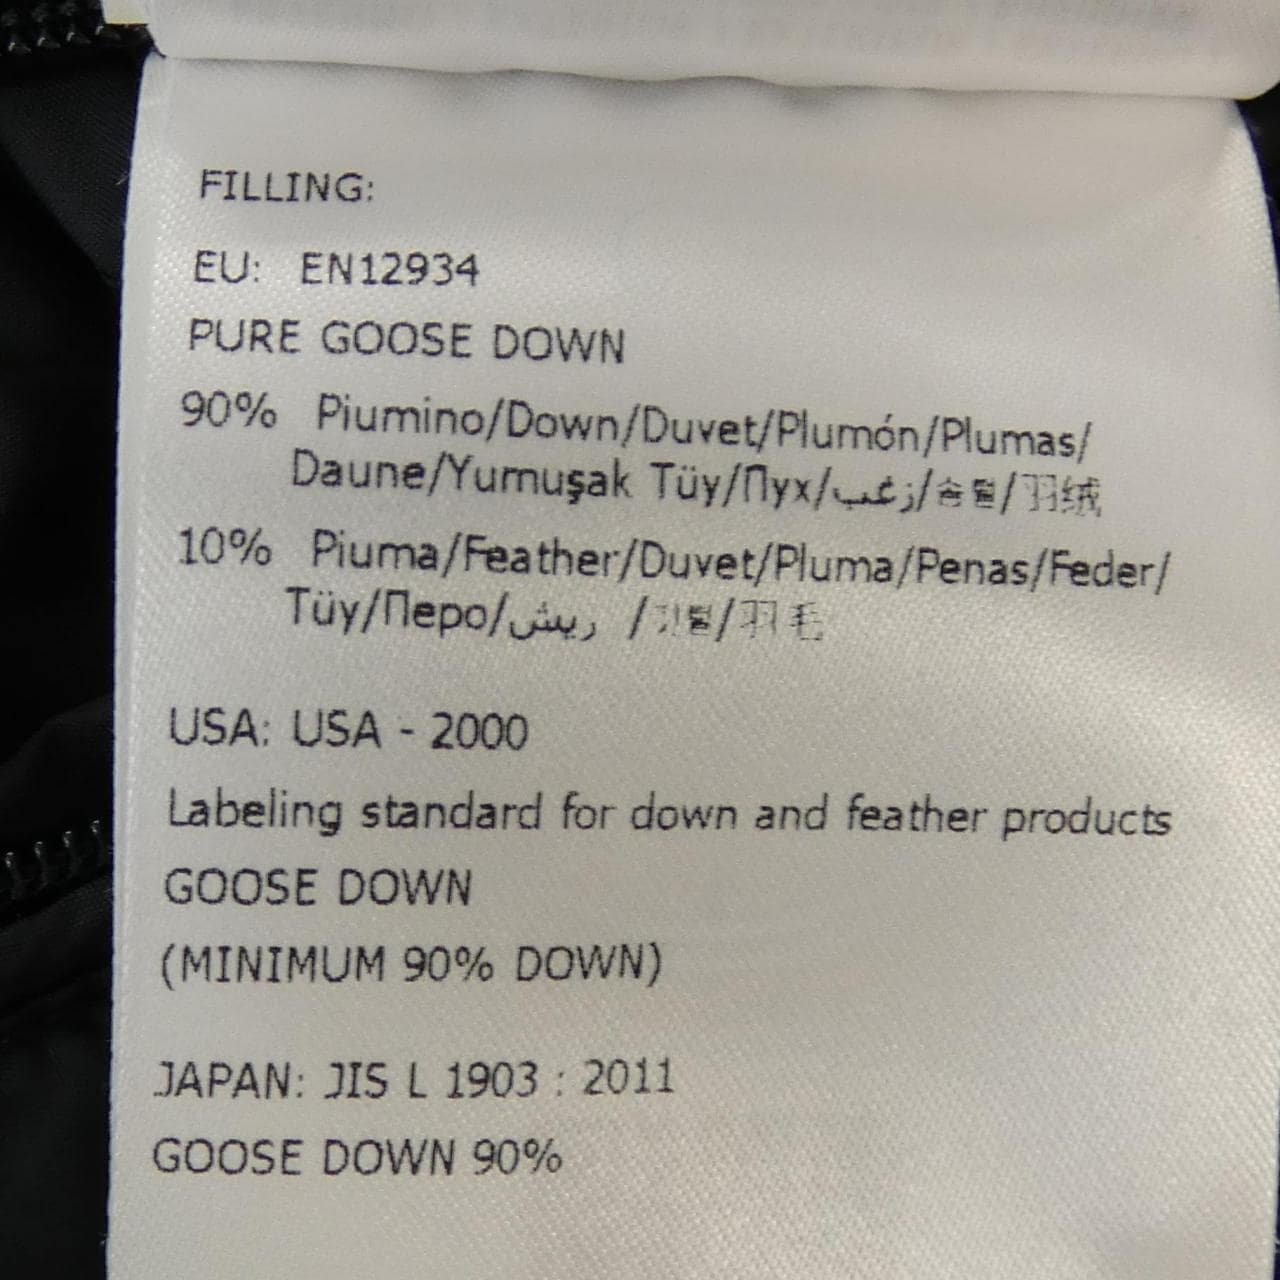 FILLING:
EU: EN12934
PURE GOOSE DOWN
90% Piumino/Down/Duvet/Plumón/Plumas/
Daune/Yumuşak Tüy/Пух/زغب/솜털/羽绒
10% Piuma/Feather/Duvet/Pluma/Penas/Feder/
Tüy/Перо/ريش /깃털/羽毛
USA: USA - 2000
Labeling standard for down and feather products
GOOSE DOWN
(MINIMUM 90% DOWN)
JAPAN: JIS L 1903 : 2011
GOOSE DOWN 90%